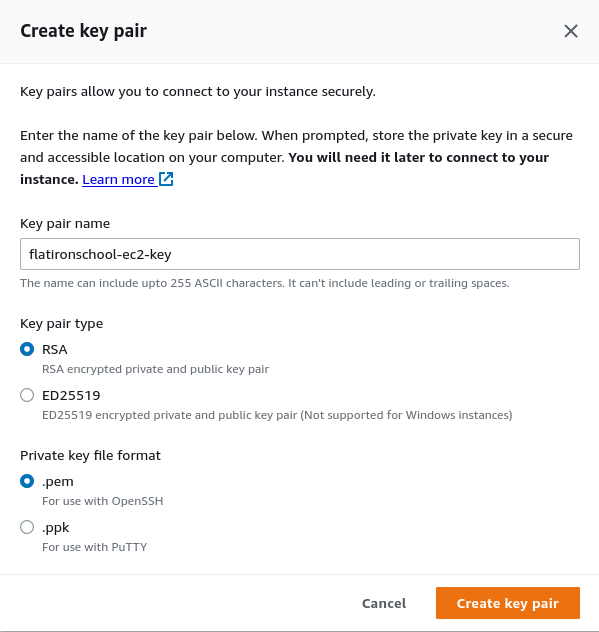 Create key pair
Key pairs allow you to connect to your instance securely.
Enter the name of the key pair below. When prompted, store the private key in a secure
and accessible location on your computer. You will need it later to connect to your
instance. Learn more
Key pair name
flatironschool-ec2-key
The name can include upto 255 ASCII characters. It can't include leading or trailing spaces.
Key pair type
RSA
RSA encrypted private and public key pair
ED25519
ED25519 encrypted private and public key pair (Not supported for Windows instances)
Private key file format
.pem
For use with OpenSSH
.ppk
For use with PuTTY
Cancel Create key pair